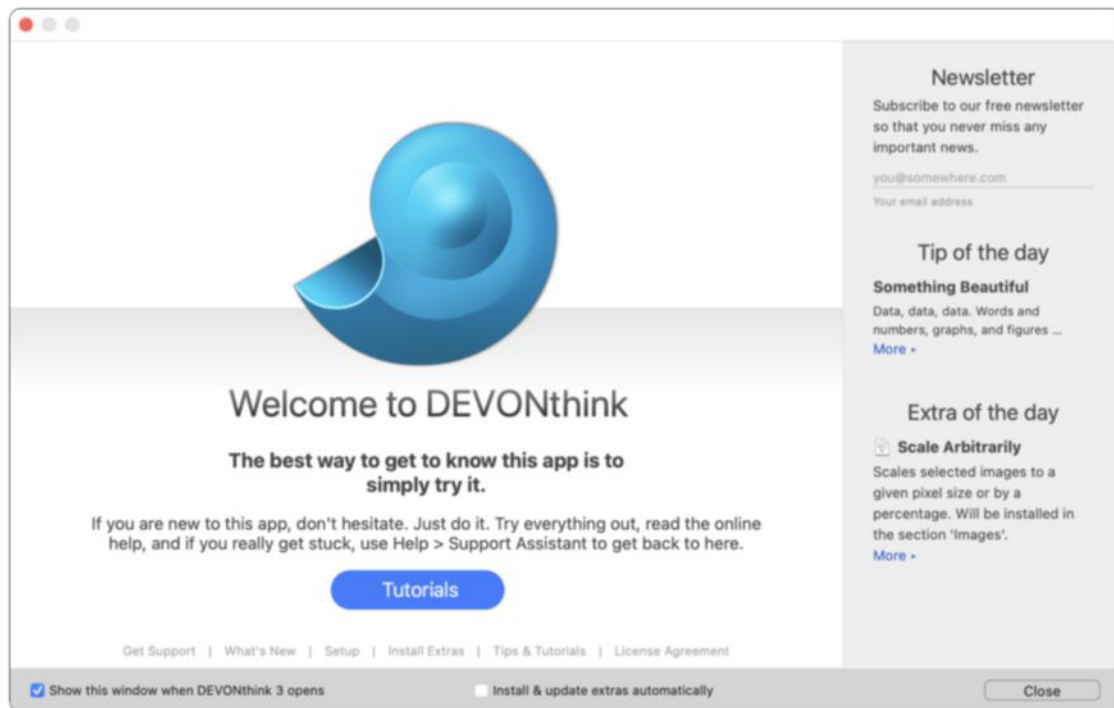 Welcome to DEVONthink
The best way to get to know this app is to
simply try it.
If you are new to this app, don't hesitate. Just do it. Try everything out, read the online
help, and if you really get stuck, use Help > Support Assistant to get back to here.
Tutorials
Get Support | What's New | Setup | Install Extras | Tips & Tutorials | License Agreement
Newsletter
Subscribe to our free newsletter
so that you never miss any
important news.
you@somewhere.com
Your email address
Tip of the day
Something Beautiful
Data, data, data. Words and
numbers, graphs, and figures ...
More ▸
Extra of the day
Scale Arbitrarily
Scales selected images to a
given pixel size or by a
percentage. Will be installed in
the section 'Images'.
More ▸
Show this window when DEVONthink 3 opens
Install & update extras automatically
Close